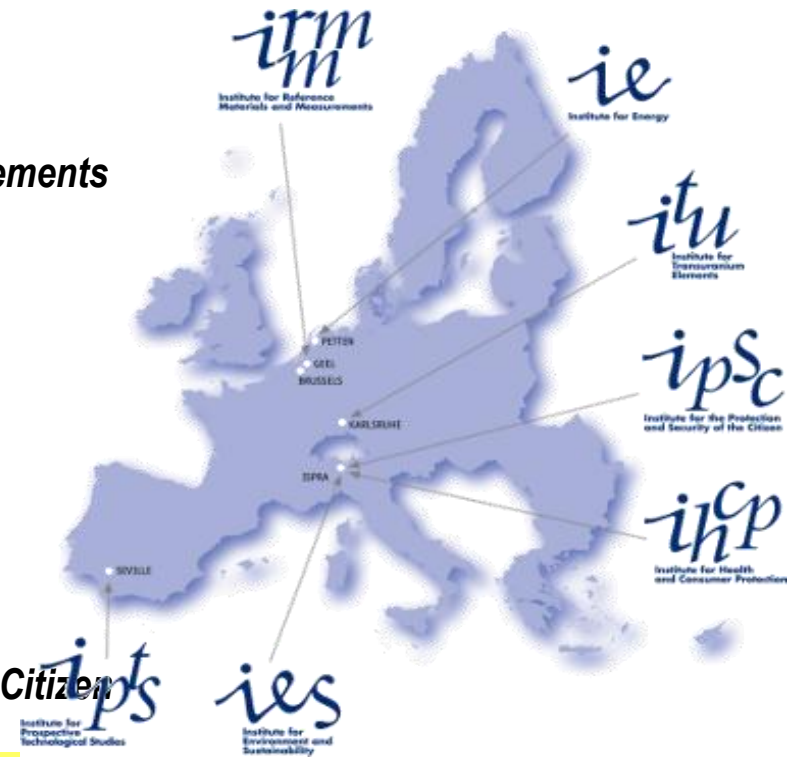 irmm
Institute for Reference
Materials and Measurements
ie
Institute for Energy
ements
itu
Institute for
Transuranium
Elements
PETTEN
GEEL
BRUSSELS
ipsc
Institute for the Protection
and Security of the Citizen
KARLSRUHE
ISPRA
ihcp
Institute for Health
and Consumer Protection
SEVILLE
Citizen
ipts
Institute for
Prospective
Technological Studies
ies
Institute for
Environment and
Sustainability